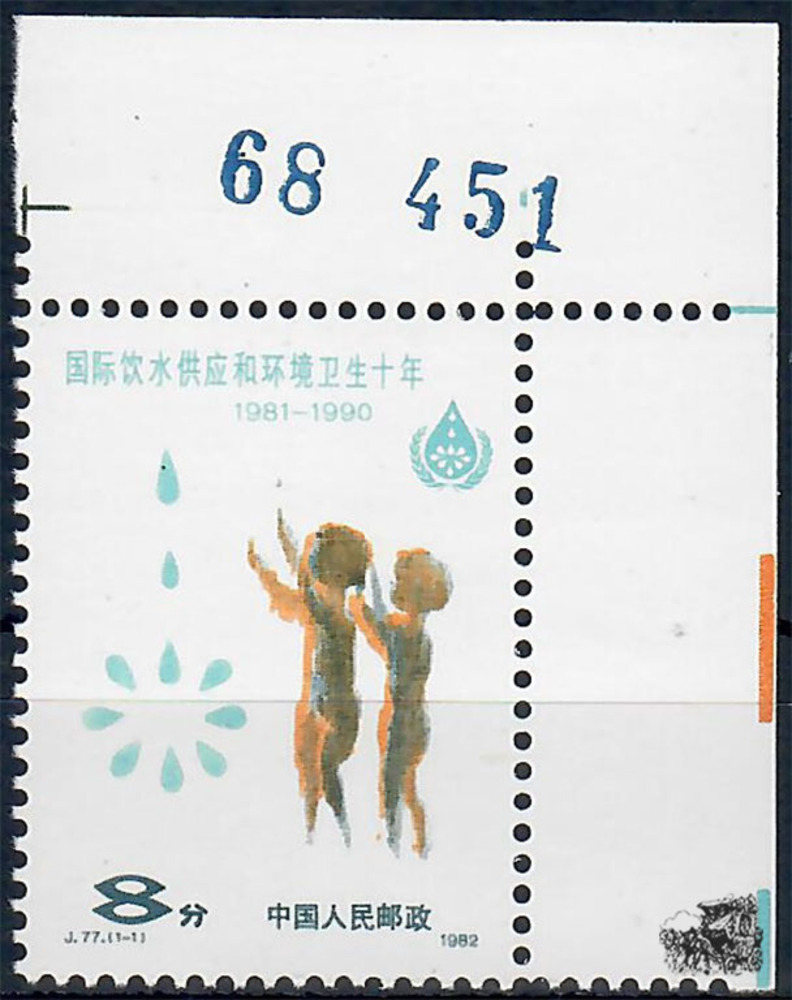 68 451
国际饮水供应和环境卫生十年
1981-1990
8分
中国人民邮政
J.77.(1-1)
1982